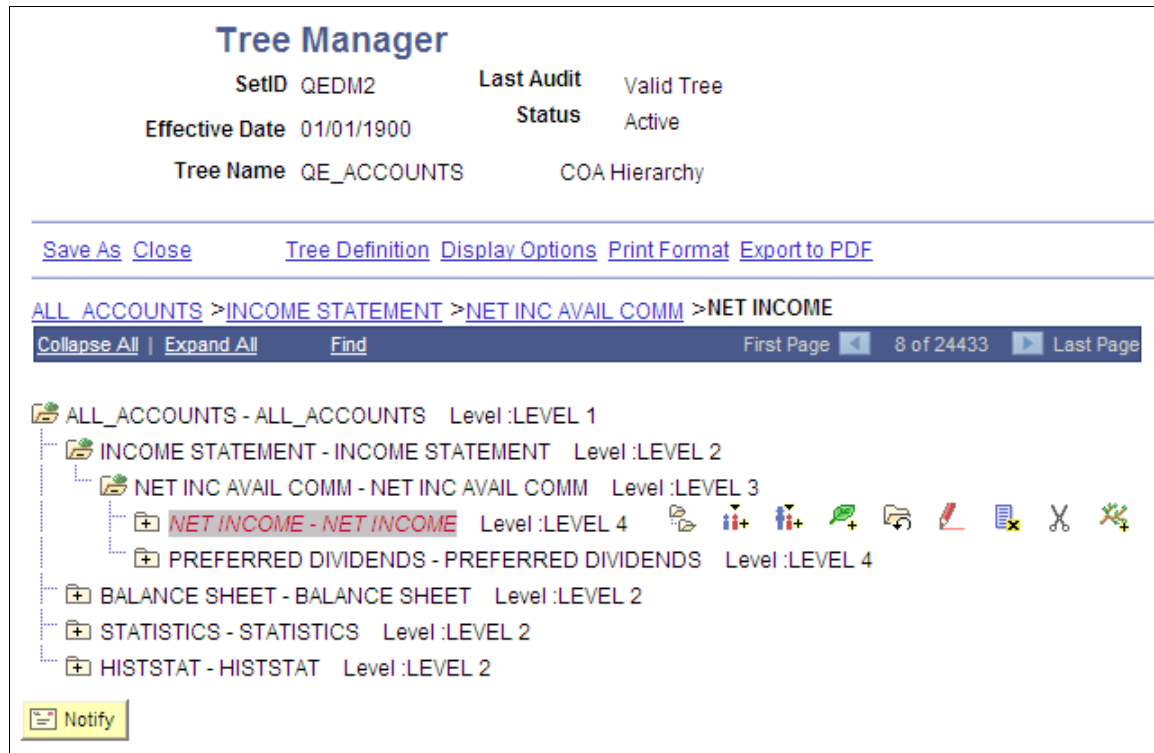 Tree Manager
SetID QEDM2 Last Audit Valid Tree
Effective Date 01/01/1900 Status Active
Tree Name QE_ACCOUNTS COA Hierarchy
Save As Close Tree Definition Display Options Print Format Export to PDF
ALL_ACCOUNTS >INCOME STATEMENT >NET INC AVAIL COMM >NET INCOME
Collapse All | Expand All Find First Page 8 of 24433 Last Page
ALL_ACCOUNTS - ALL_ACCOUNTS Level :LEVEL 1
INCOME STATEMENT - INCOME STATEMENT Level :LEVEL 2
NET INC AVAIL COMM - NET INC AVAIL COMM Level :LEVEL 3
NET INCOME - NET INCOME Level :LEVEL 4
PREFERRED DIVIDENDS - PREFERRED DIVIDENDS Level :LEVEL 4
BALANCE SHEET - BALANCE SHEET Level :LEVEL 2
STATISTICS - STATISTICS Level :LEVEL 2
HISTSTAT - HISTSTAT Level :LEVEL 2
Notify